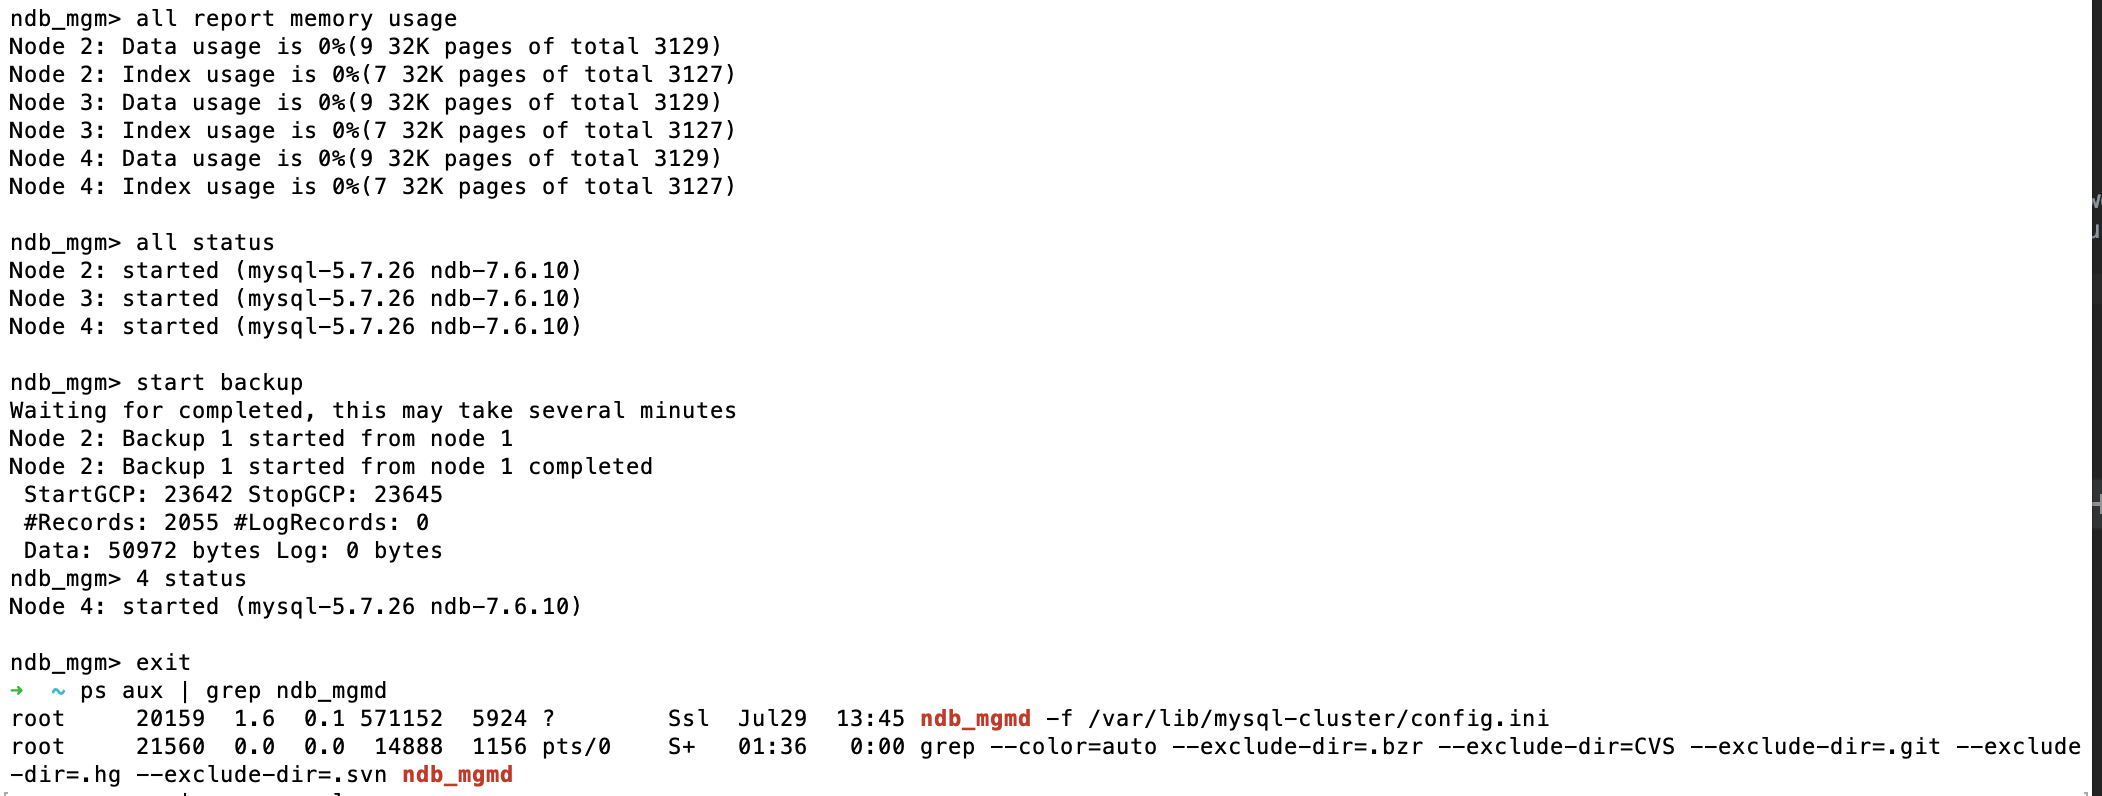 ndb_mgm> all report memory usage
Node 2: Data usage is 0%(9 32K pages of total 3129)
Node 2: Index usage is 0%(7 32K pages of total 3127)
Node 3: Data usage is 0%(9 32K pages of total 3129)
Node 3: Index usage is 0%(7 32K pages of total 3127)
Node 4: Data usage is 0%(9 32K pages of total 3129)
Node 4: Index usage is 0%(7 32K pages of total 3127)
ndb_mgm> all status
Node 2: started (mysql-5.7.26 ndb-7.6.10)
Node 3: started (mysql-5.7.26 ndb-7.6.10)
Node 4: started (mysql-5.7.26 ndb-7.6.10)
ndb_mgm> start backup
Waiting for completed, this may take several minutes
Node 2: Backup 1 started from node 1
Node 2: Backup 1 started from node 1 completed
StartGCP: 23642 StopGCP: 23645
#Records: 2055 #LogRecords: 0
Data: 50972 bytes Log: 0 bytes
ndb_mgm> 4 status
Node 4: started (mysql-5.7.26 ndb-7.6.10)
ndb_mgm> exit
➜ ~ ps aux | grep ndb_mgmd
root 20159 1.6 0.1 571152 5924 ? Ssl Jul29 13:45 ndb_mgmd -f /var/lib/mysql-cluster/config.ini
root 21560 0.0 0.0 14888 1156 pts/0 S+ 01:36 0:00 grep --color=auto --exclude-dir=.bzr --exclude-dir=CVS --exclude-dir=.git --exclude
-dir=.hg --exclude-dir=.svn ndb_mgmd